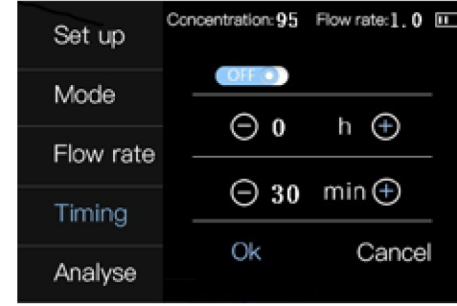 Concentration:95 Flow rate:1.0
Set up
OFF
Mode
0 h
Flow rate
30 min
Timing
Ok Cancel
Analyse